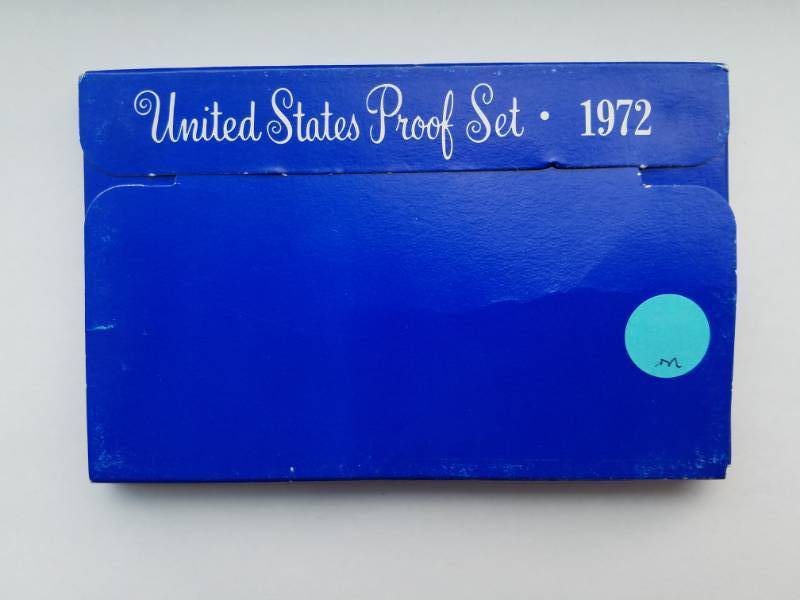 United States Proof Set • 1972